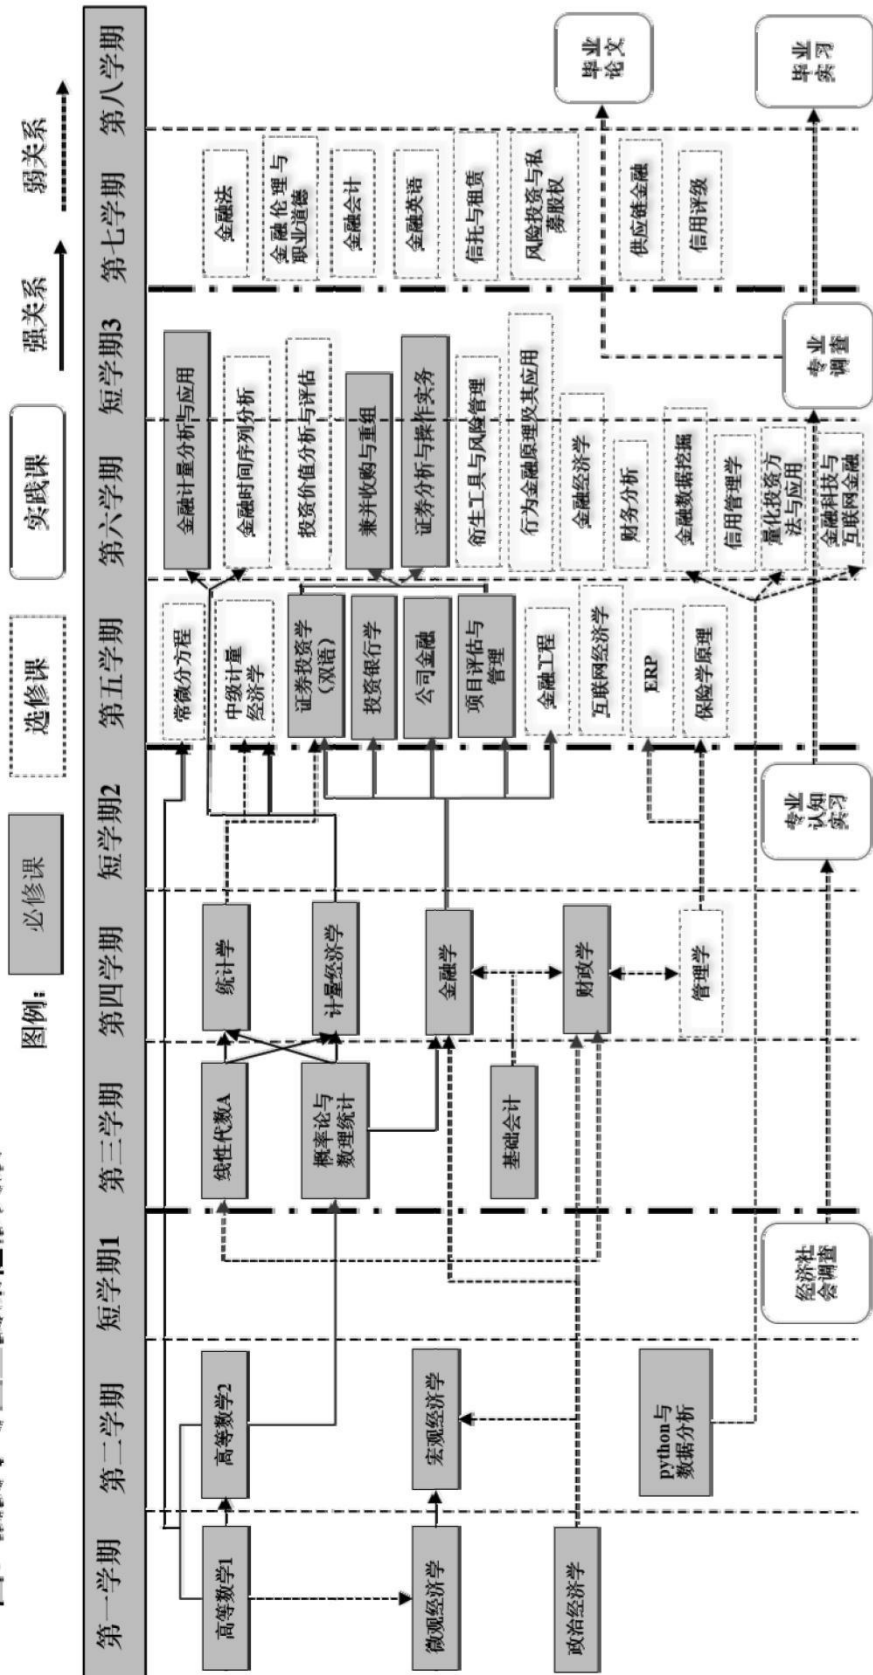 图例：
必修课
选修课
实践课
强关系
弱关系
第一学期
第二学期
短学期1
第三学期
第四学期
短学期2
第五学期
第六学期
短学期3
第七学期
第八学期
高等数学1
微观经济学
政治经济学
高等数学2
宏观经济学
python与
数据分析
经济社
会调查
线性代数A
概率论与
数理统计
基础会计
统计学
计量经济学
金融学
财政学
管理学
专业
认知
实习
常微分方程
中级计量
经济学
证券投资学
（双语）
投资银行学
公司金融
项目评估与
管理
金融工程
互联网经济学
ERP
保险学原理
金融计量分析与应用
金融时间序列分析
投资价值分析与评估
兼并收购与重组
证券分析与操作实务
衍生工具与风险管理
行为金融原理及其应用
金融经济学
财务分析
金融数据挖掘
信用管理学
量化投资方
法与应用
金融科技与
互联网金融
专业
调查
金融法
金融伦理与
职业道德
金融会计
金融英语
信托与租赁
风险投资与私
募股权
供应链金融
信用评级
毕业
论文
毕业
实习